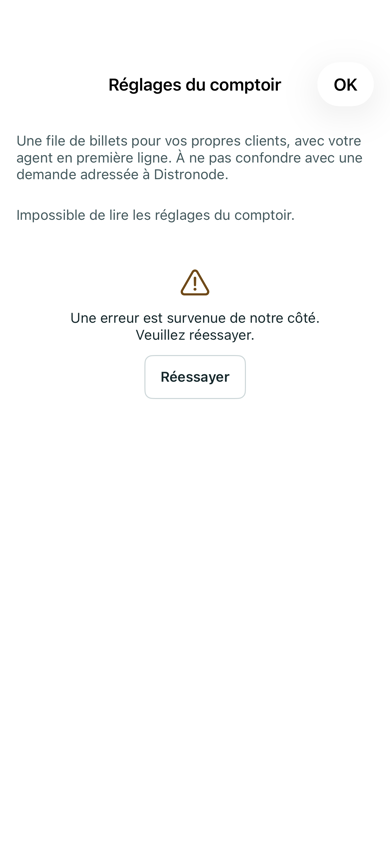 Réglages du comptoir
OK
Une file de billets pour vos propres clients, avec votre
agent en première ligne. À ne pas confondre avec une
demande adressée à Distronode.
Impossible de lire les réglages du comptoir.
Une erreur est survenue de notre côté.
Veuillez réessayer.
Réessayer